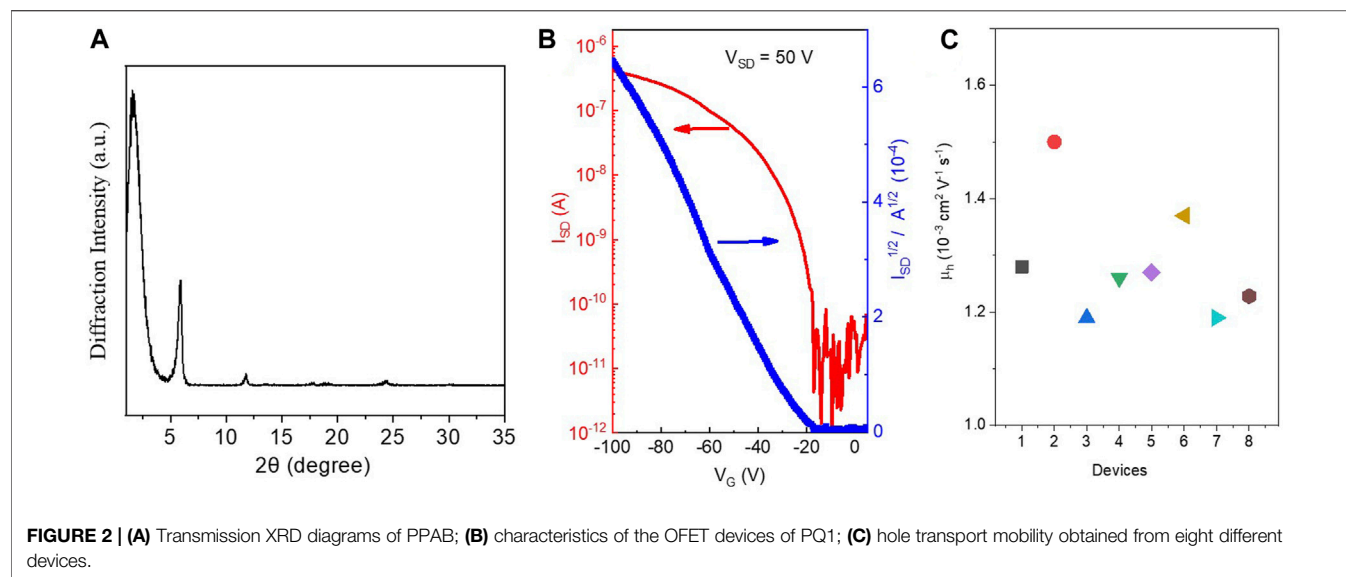 A
Diffraction Intensity (a.u.)
5 10 15 20 25 30 35
2θ (degree)
B
V_SD = 50 V
10^-6
10^-7
10^-8
10^-9
10^-10
10^-11
10^-12
I_SD (A)
6
4
2
0
I_SD^1/2 / A^1/2 (10^-4)
-100 -80 -60 -40 -20 0
V_G (V)
C
1.6
1.4
1.2
1.0
μ_h (10^-3 cm² V^-1 s^-1)
1 2 3 4 5 6 7 8
Devices
FIGURE 2 | (A) Transmission XRD diagrams of PPAB; (B) characteristics of the OFET devices of PQ1; (C) hole transport mobility obtained from eight different
devices.